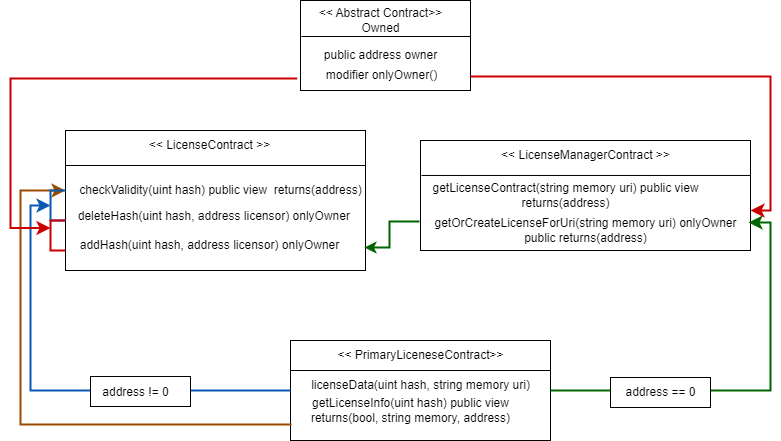 << Abstract Contract>>
Owned
public address owner
modifier onlyOwner()
<< LicenseContract >>
checkValidity(uint hash) public view returns(address)
deleteHash(uint hash, address licensor) onlyOwner
addHash(uint hash, address licensor) onlyOwner
<< LicenseManagerContract >>
getLicenseContract(string memory uri) public view
returns(address)
getOrCreateLicenseForUri(string memory uri) onlyOwner
public returns(address)
<< PrimaryLiceneseContract>>
licenseData(uint hash, string memory uri)
getLicenseInfo(uint hash) public view
returns(bool, string memory, address)
address != 0
address == 0